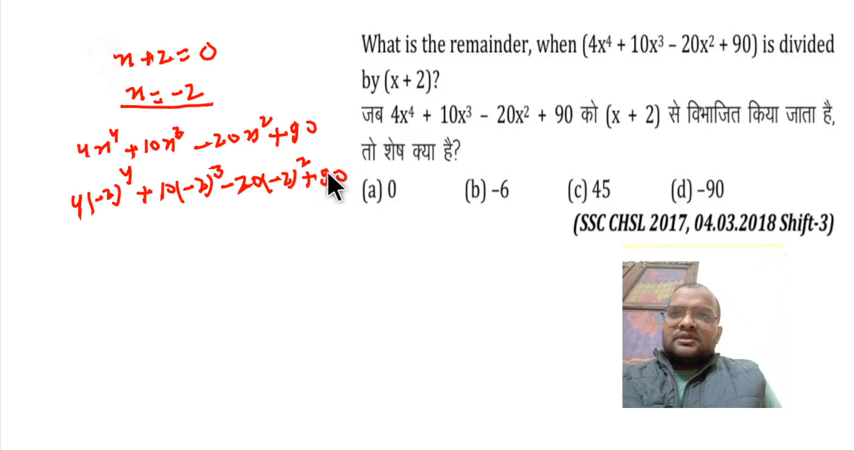 x + 2 = 0
x = -2
4x⁴ + 10x³ - 20x² + 90
4(-2)⁴ + 10(-2)³ - 20(-2)² + 90
What is the remainder, when (4x⁴ + 10x³ – 20x² + 90) is divided
by (x + 2)?
जब 4x⁴ + 10x³ – 20x² + 90 को (x + 2) से विभाजित किया जाता है,
तो शेष क्या है?
(a) 0 (b) –6 (c) 45 (d) –90
(SSC CHSL 2017, 04.03.2018 Shift-3)